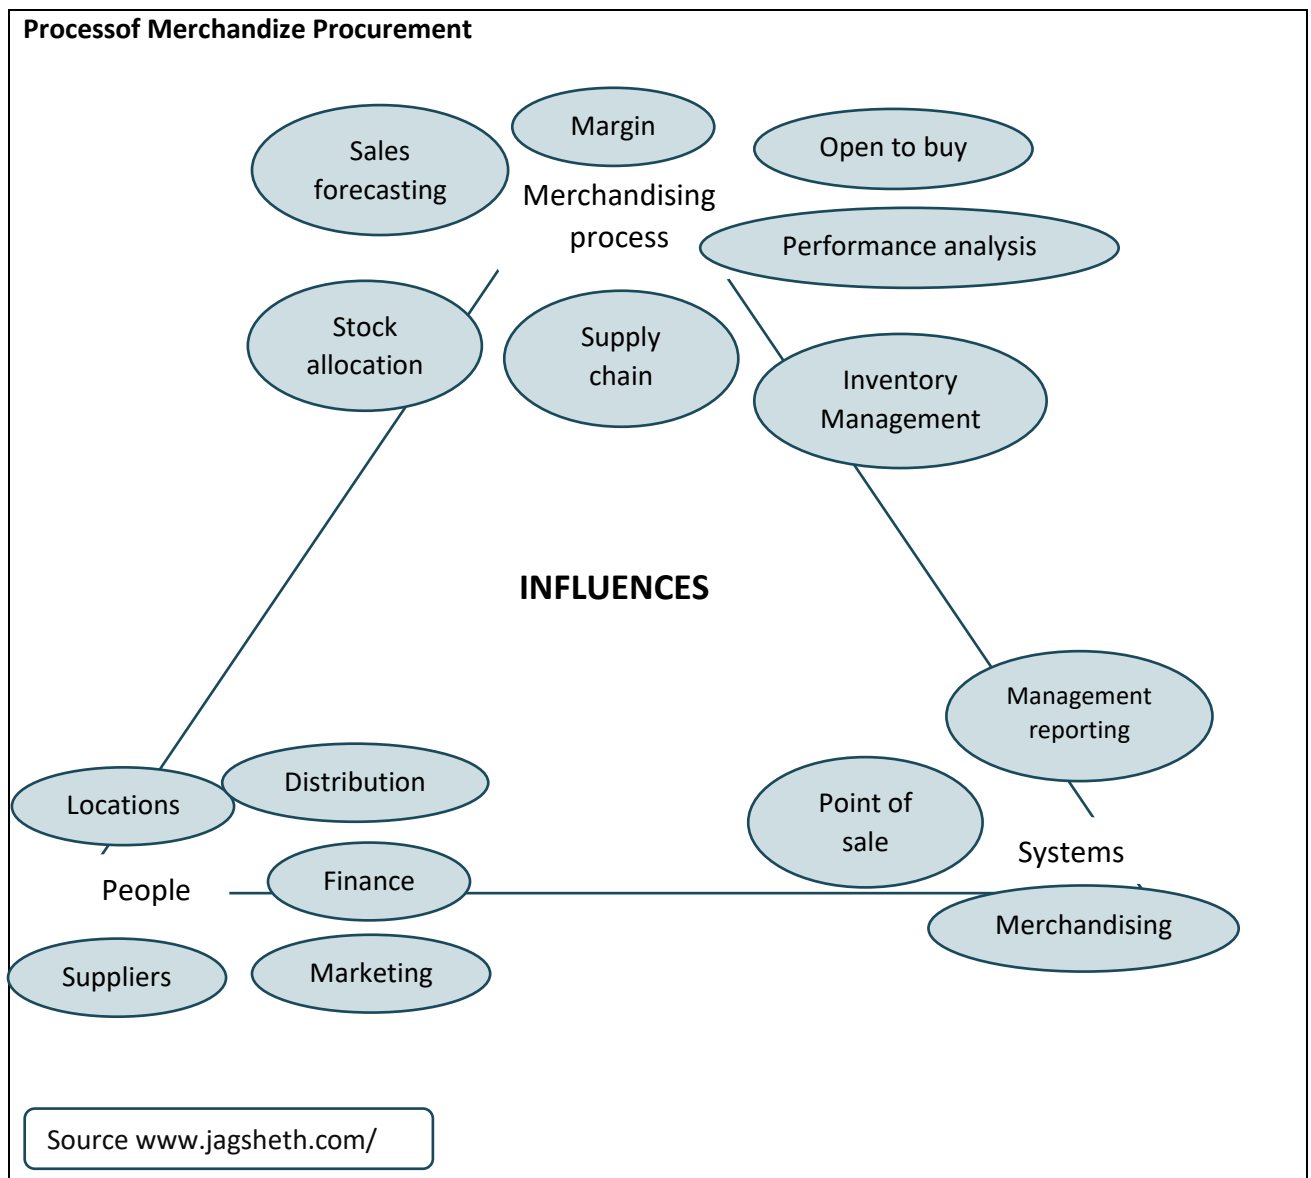 Processof Merchandize Procurement
Margin
Open to buy
Sales
forecasting
Merchandising
process
Performance analysis
Stock
allocation
Supply
chain
Inventory
Management
INFLUENCES
Management
reporting
Locations
Distribution
Point of
sale
Systems
People
Finance
Merchandising
Suppliers
Marketing
Source www.jagsheth.com/